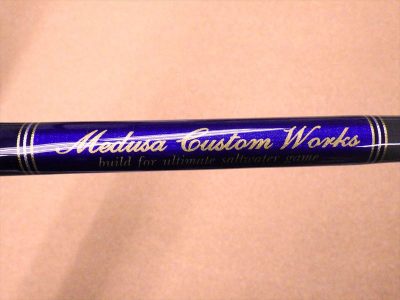 Medusa Custom Works
build for ultimate saltwater game